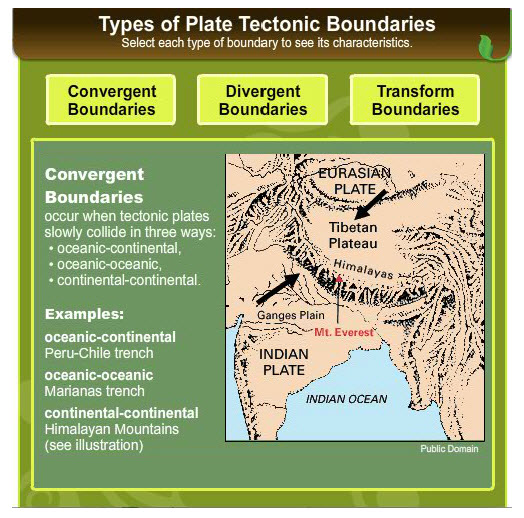 Types of Plate Tectonic Boundaries
Select each type of boundary to see its characteristics.
Convergent
Boundaries
Divergent
Boundaries
Transform
Boundaries
Convergent
Boundaries
occur when tectonic plates
slowly collide in three ways:
• oceanic-continental,
• oceanic-oceanic,
• continental-continental.
Examples:
oceanic-continental
Peru-Chile trench
oceanic-oceanic
Marianas trench
continental-continental
Himalayan Mountains
(see illustration)
EURASIAN
PLATE
Tibetan
Plateau
Himalayas
Ganges Plain
Mt. Everest
INDIAN
PLATE
INDIAN OCEAN
Public Domain